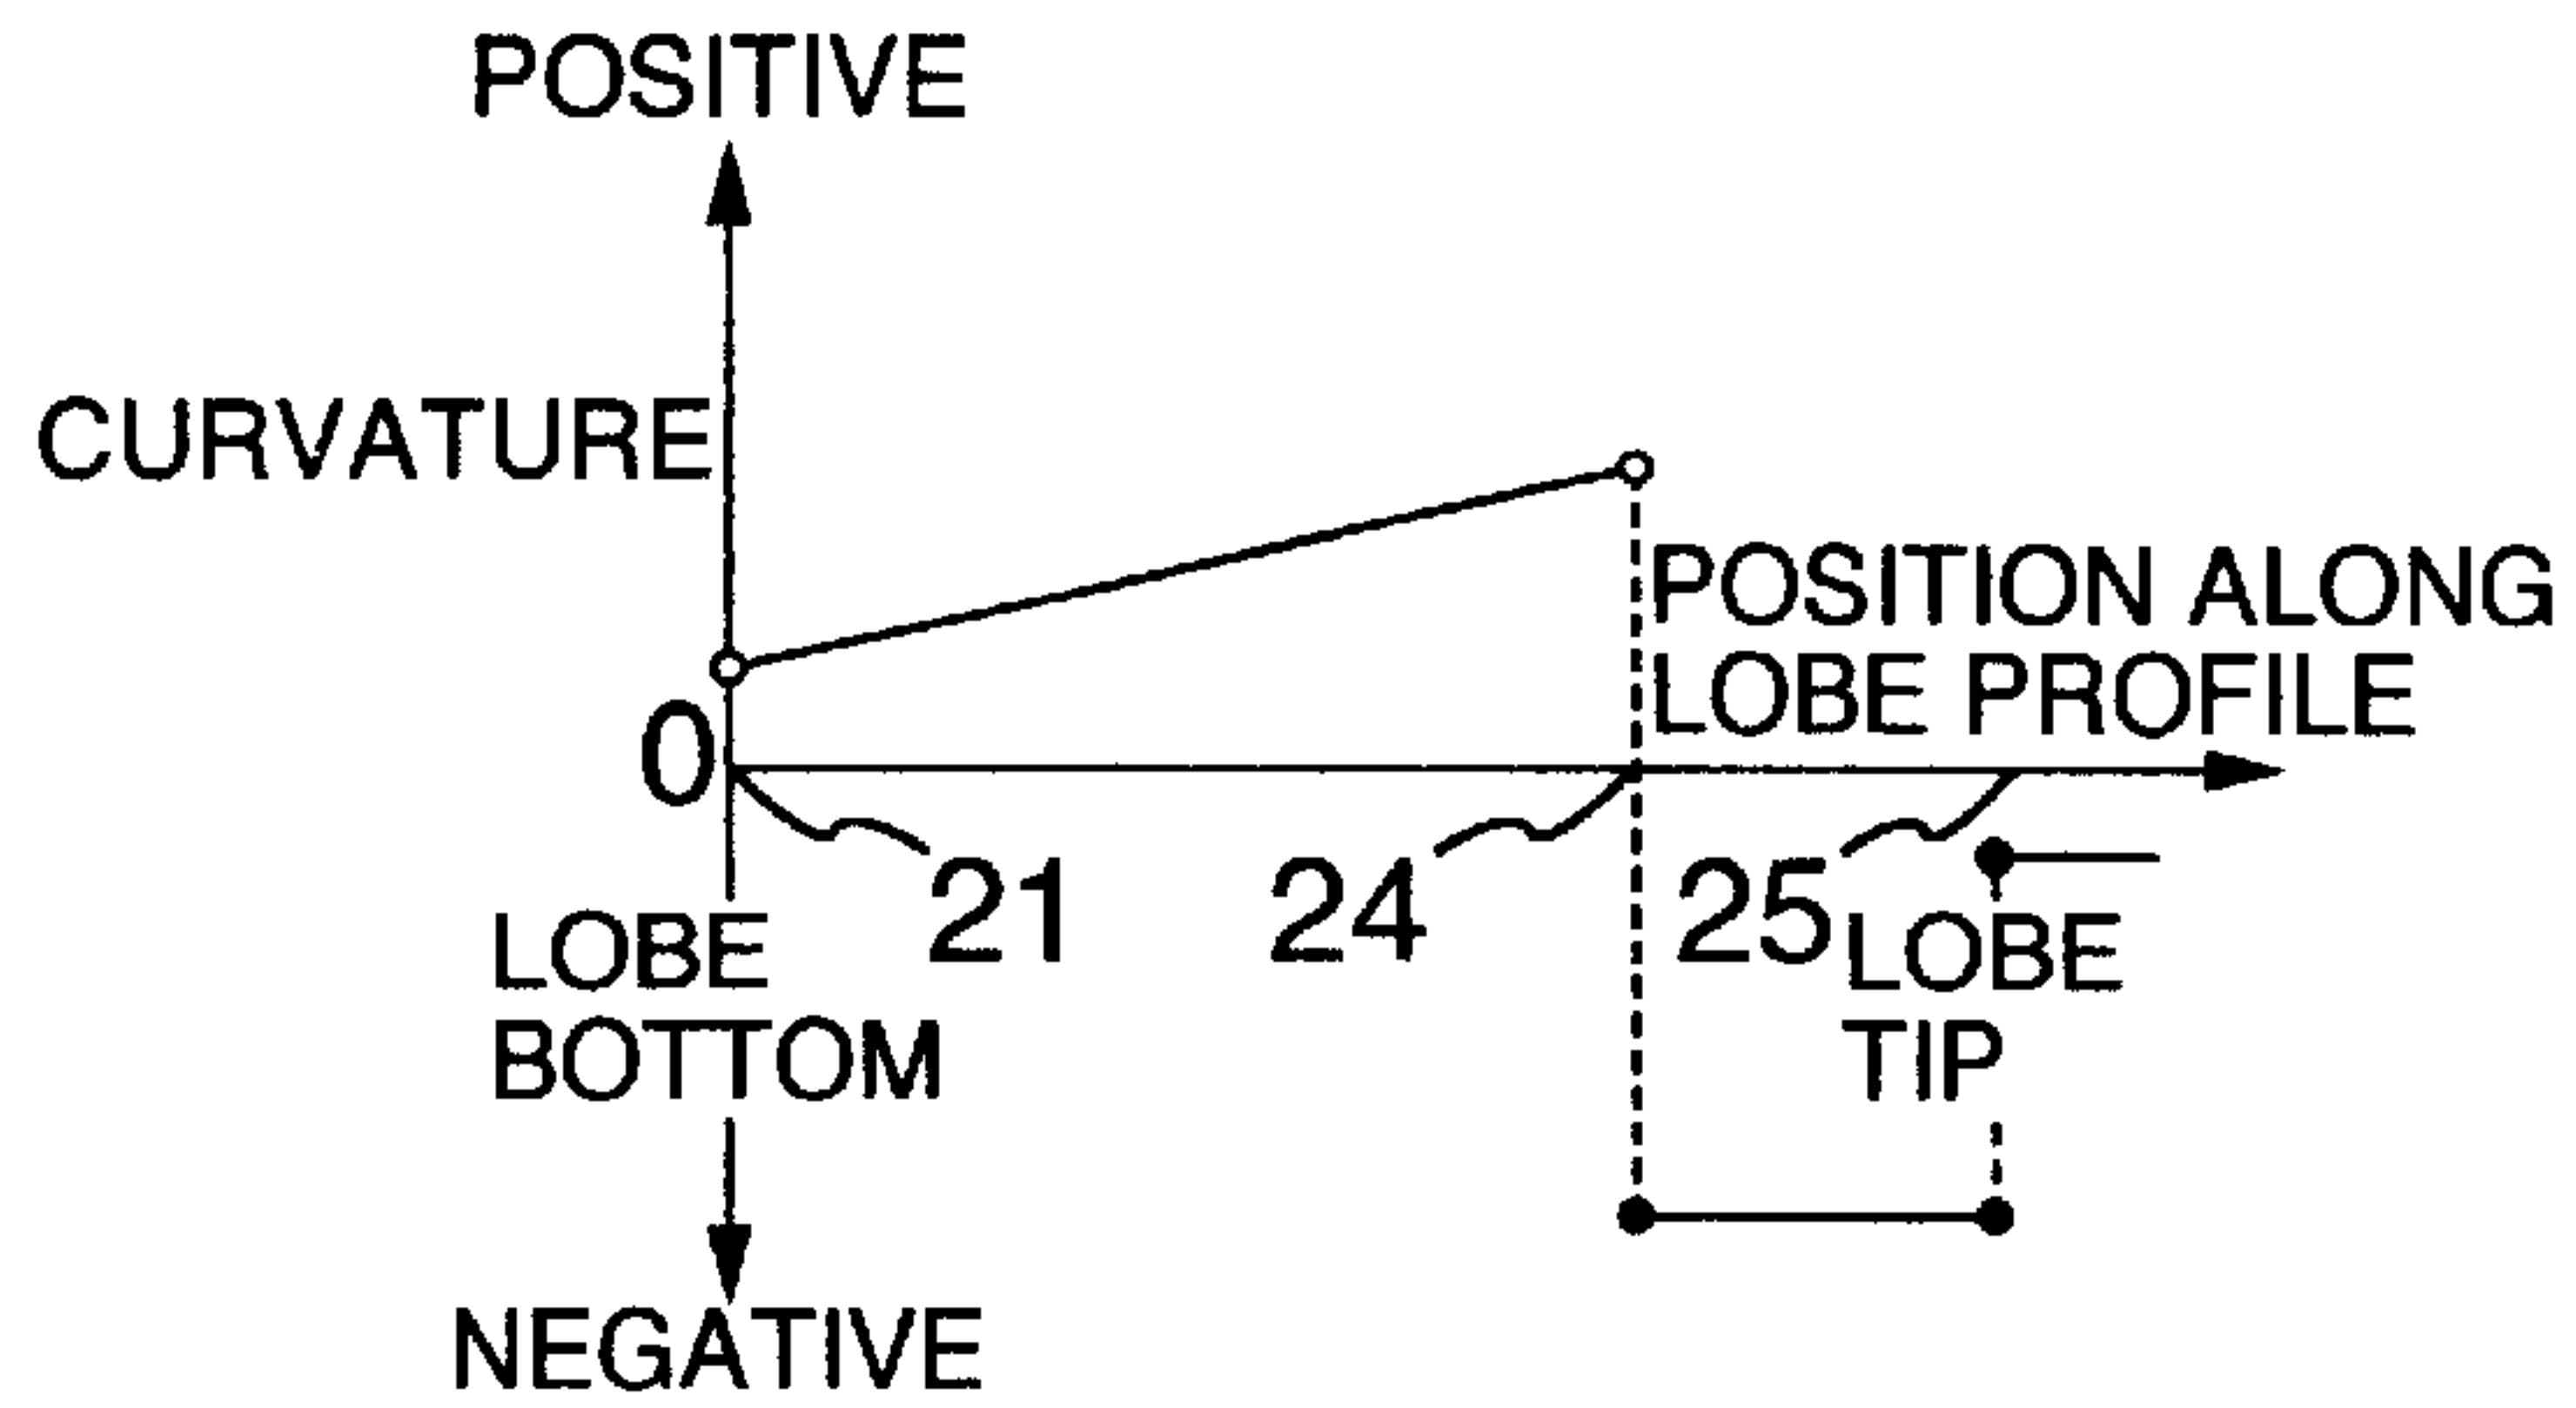 POSITIVE
CURVATURE
POSITION ALONG
LOBE PROFILE
0
21
24
25
LOBE
BOTTOM
LOBE
TIP
NEGATIVE